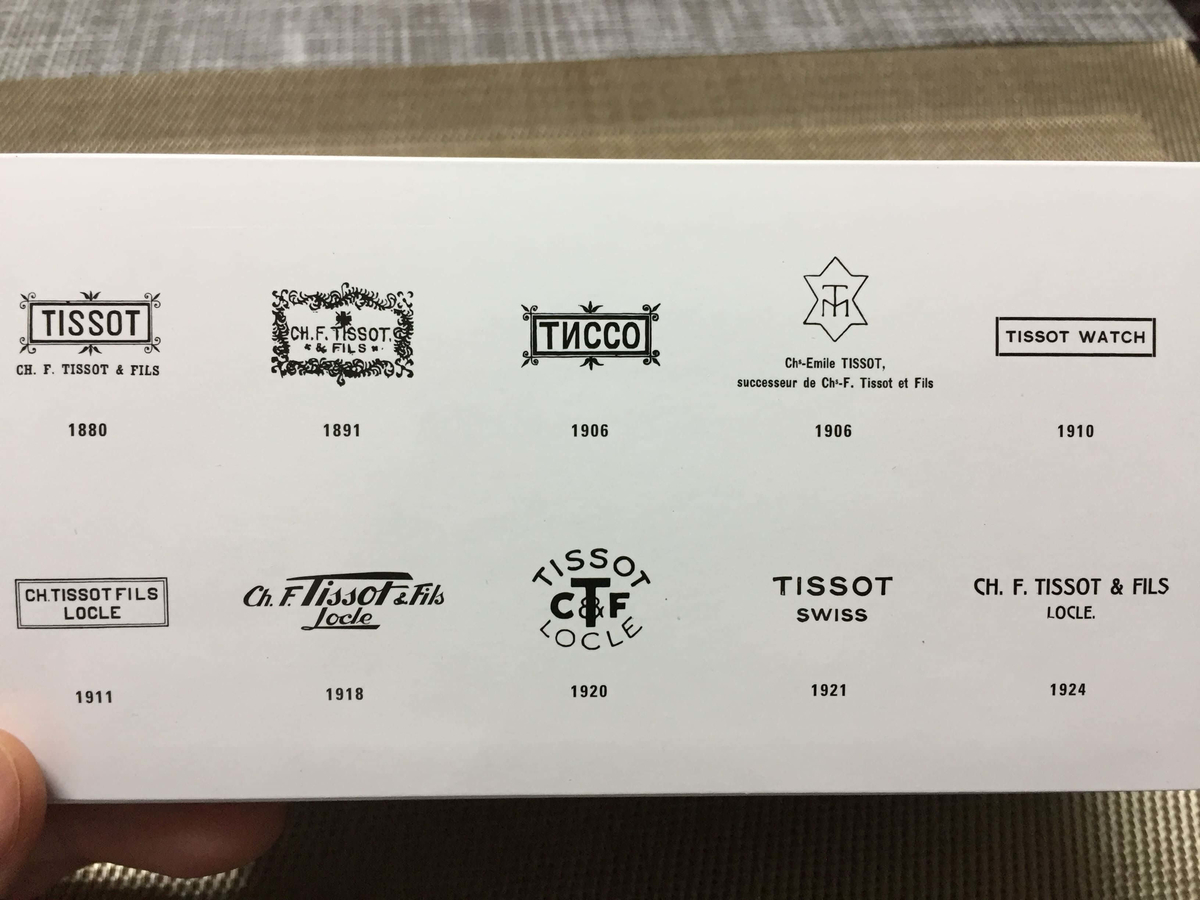 TISSOT
CH. F. TISSOT & FILS
1880
CH. F. TISSOT.
& FILS
1891
ТИССО
1906
TM
Chs-Emile TISSOT,
successeur de Chs-F. Tissot et Fils
1906
TISSOT WATCH
1910
CH. TISSOT FILS
LOCLE
1911
Ch. F. Tissot & Fils
Locle
1918
TISSOT
CT&F
LOCLE
1920
TISSOT
SWISS
1921
CH. F. TISSOT & FILS
LOCLE.
1924